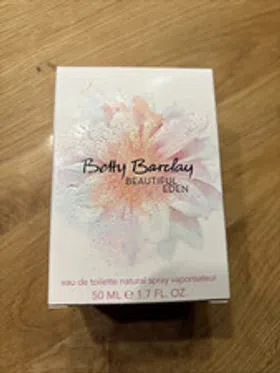 Betty Barclay
BEAUTIFUL
EDEN
eau de toilette natural spray vaporisateur
50 ML ℮ 1.7 FL. OZ.